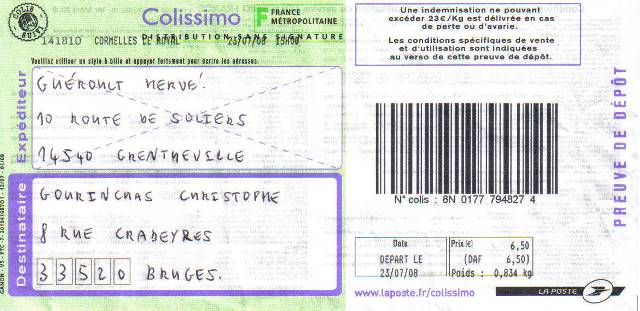 COLIS SUIVI
Colissimo F FRANCE MÉTROPOLITAINE
DISTRIBUTION SANS SIGNATURE
141810 CORMELLES LE ROYAL 23/07/08 15H00
Veuillez utiliser un stylo à bille et appuyer fortement pour écrire les adresses.
Expéditeur
GUÉROULT HERVÉ
10 ROUTE DE SOLIERS
14540 GRENTHEVILLE
Destinataire
GOURINCHAS CHRISTOPHE
8 RUE CRABEYRES
33520 BRUGES.
Une indemnisation ne pouvant
excéder 23€/Kg est délivrée en cas
de perte ou d'avarie.
Les conditions spécifiques de vente
et d'utilisation sont indiquées
au verso de cette preuve de dépôt.
PREUVE DE DÉPÔT
N° colis : 8N 0177 794827 4
Date
DEPART LE
23/07/08
Prix(€) 6,50
(DAF 6,50)
Poids : 0,834 kg
www.laposte.fr/colissimo
LA POSTE